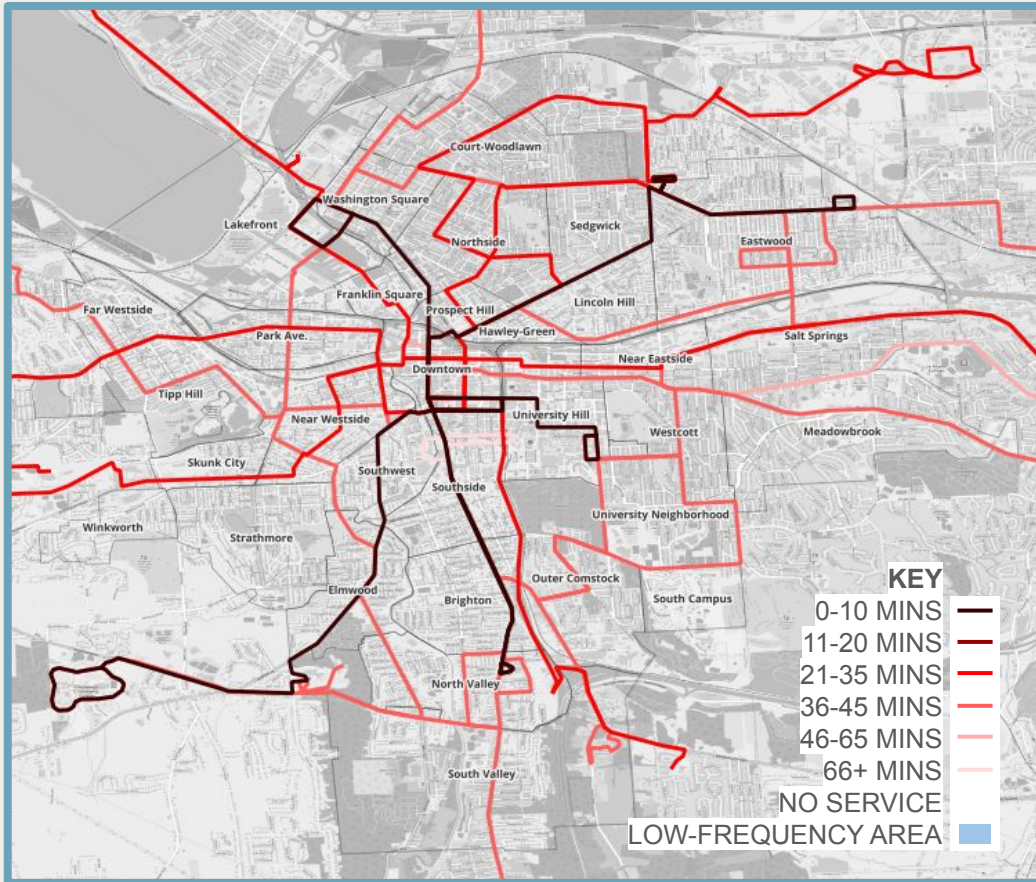 Court-Woodlawn
Washington Square
Lakefront
Sedgwick
Northside
Eastwood
Franklin Square
Lincoln Hill
Far Westside
Prospect Hill
Park Ave.
Hawley-Green
Salt Springs
Near Eastside
Downtown
Tipp Hill
University Hill
Near Westside
Westcott
Meadowbrook
Skunk City
Southwest
Southside
University Neighborhood
Winkworth
Strathmore
Outer Comstock
Elmwood
Brighton
South Campus
North Valley
South Valley
KEY
0-10 MINS
11-20 MINS
21-35 MINS
36-45 MINS
46-65 MINS
66+ MINS
NO SERVICE
LOW-FREQUENCY AREA